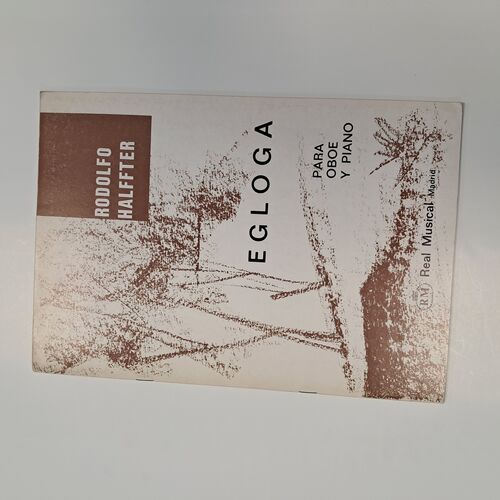 RODOLFO
HALFFTER
EGLOGA
PARA
OBOE
Y PIANO
RM Real Musical Madrid